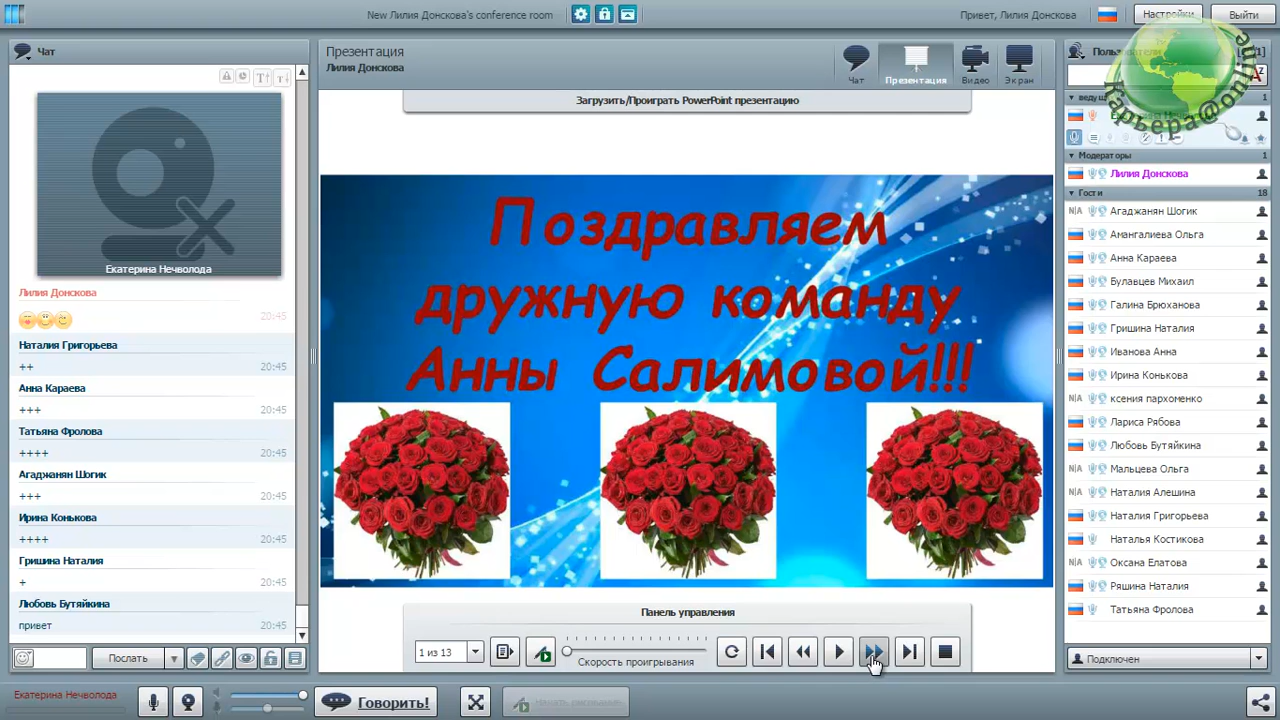 New Лилия Донскова's conference room
Привет, Лилия Донскова
Настройки
Выйти
Чат
Екатерина Нечволода
Лилия Донскова
20:45
Наталия Григорьева
++
20:45
Анна Караева
+++
20:45
Татьяна Фролова
++++
20:45
Агаджанян Шогик
+++
20:45
Ирина Конькова
++++
20:45
Гришина Наталия
+
20:45
Любовь Бутяйкина
привет
20:45
Послать
Презентация
Лилия Донскова
Чат
Презентация
Видео
Экран
Загрузить/Проиграть PowerPoint презентацию
Поздравляем
дружную команду
Анны Салимовой!!!
Панель управления
1 из 13
Скорость проигрывания
карьера@online
1
Модераторы
1
Лилия Донскова
Гости
18
N|A Агаджанян Шогик
Амангалиева Ольга
Анна Караева
Булавцев Михаил
Галина Брюханова
Гришина Наталия
Иванова Анна
Ирина Конькова
N|A ксения пархоменко
Лариса Рябова
Любовь Бутяйкина
N|A Мальцева Ольга
N|A Наталия Алешина
Наталия Григорьева
Наталья Костикова
N|A Оксана Елатова
Ряшина Наталия
Татьяна Фролова
Подключен
Екатерина Нечволода
Говорить!